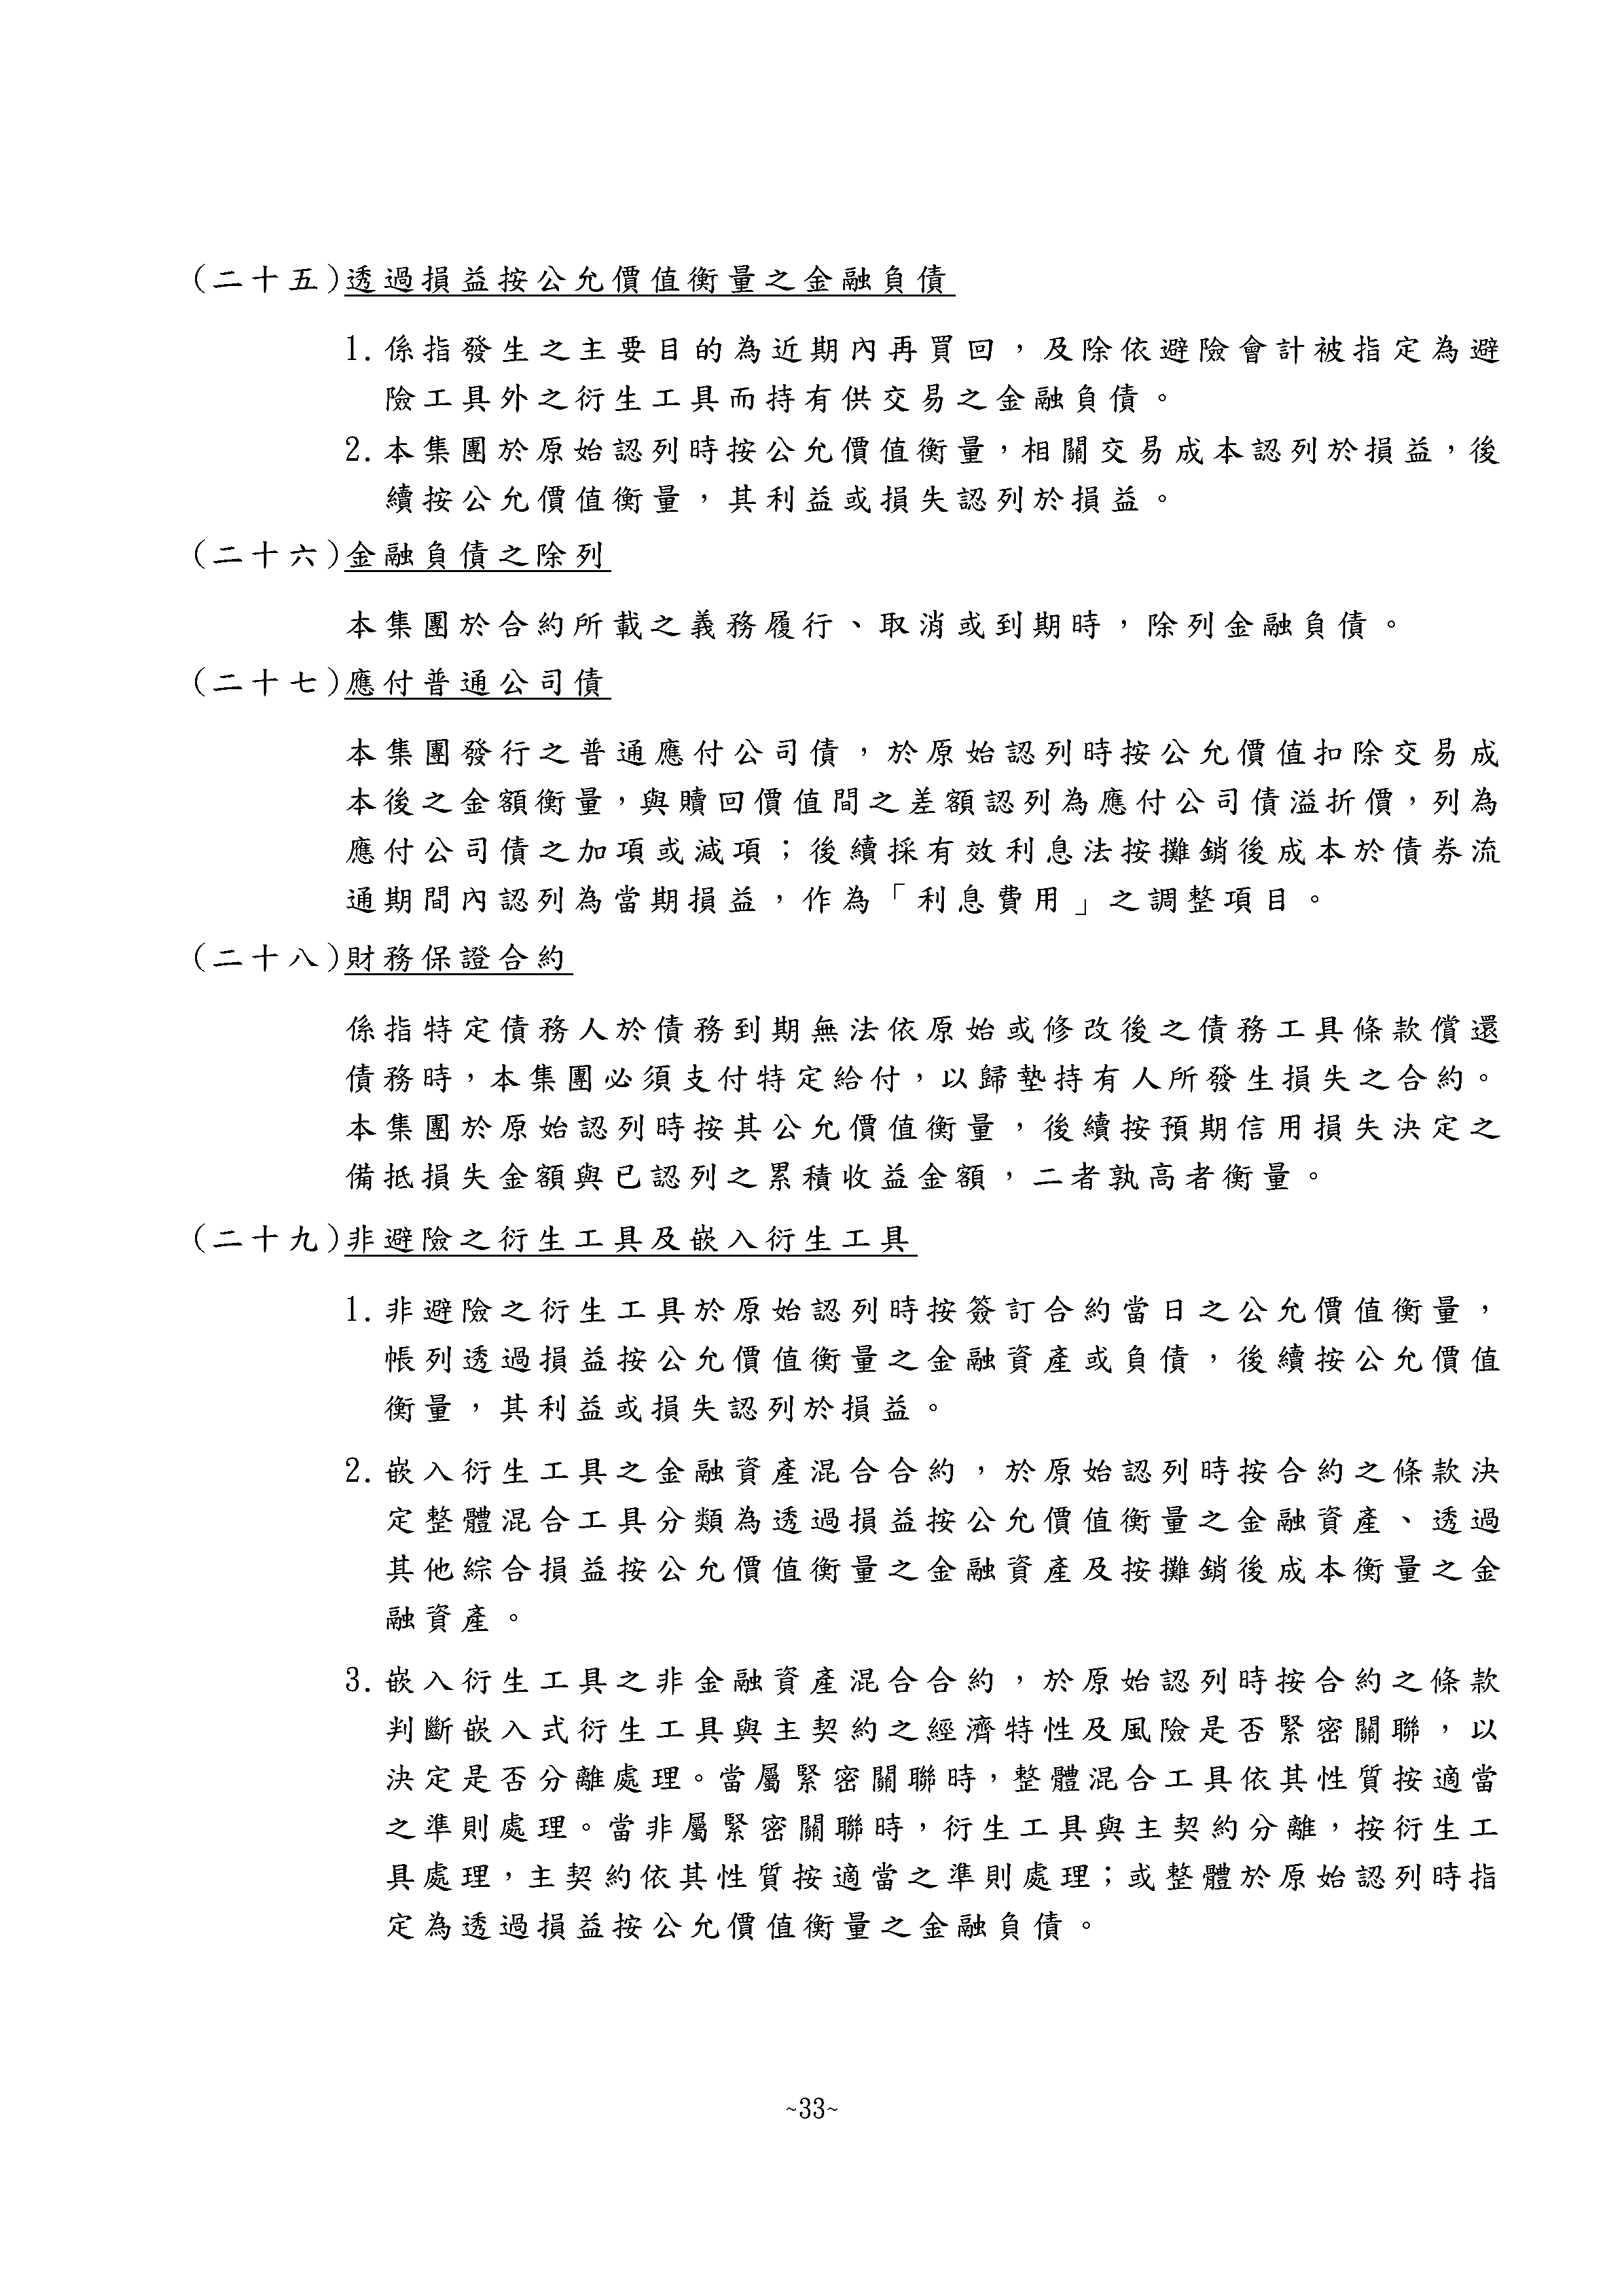 (二十五)透過損益按公允價值衡量之金融負債
1. 係指發生之主要目的為近期內再買回，及除依避險會計被指定為避
險工具外之衍生工具而持有供交易之金融負債。
2. 本集團於原始認列時按公允價值衡量，相關交易成本認列於損益，後
續按公允價值衡量，其利益或損失認列於損益。
(二十六)金融負債之除列
本集團於合約所載之義務履行、取消或到期時，除列金融負債。
(二十七)應付普通公司債
本集團發行之普通應付公司債，於原始認列時按公允價值扣除交易成
本後之金額衡量，與贖回價值間之差額認列為應付公司債溢折價，列為
應付公司債之加項或減項；後續採有效利息法按攤銷後成本於債券流
通期間內認列為當期損益，作為「利息費用」之調整項目。
(二十八)財務保證合約
係指特定債務人於債務到期無法依原始或修改後之債務工具條款償還
債務時，本集團必須支付特定給付，以歸墊持有人所發生損失之合約。
本集團於原始認列時按其公允價值衡量，後續按預期信用損失決定之
備抵損失金額與已認列之累積收益金額，二者孰高者衡量。
(二十九)非避險之衍生工具及嵌入衍生工具
1. 非避險之衍生工具於原始認列時按簽訂合約當日之公允價值衡量，
帳列透過損益按公允價值衡量之金融資產或負債，後續按公允價值
衡量，其利益或損失認列於損益。
2. 嵌入衍生工具之金融資產混合合約，於原始認列時按合約之條款決
定整體混合工具分類為透過損益按公允價值衡量之金融資產、透過
其他綜合損益按公允價值衡量之金融資產及按攤銷後成本衡量之金
融資產。
3. 嵌入衍生工具之非金融資產混合合約，於原始認列時按合約之條款
判斷嵌入式衍生工具與主契約之經濟特性及風險是否緊密關聯，以
決定是否分離處理。當屬緊密關聯時，整體混合工具依其性質按適當
之準則處理。當非屬緊密關聯時，衍生工具與主契約分離，按衍生工
具處理，主契約依其性質按適當之準則處理；或整體於原始認列時指
定為透過損益按公允價值衡量之金融負債。
~33~